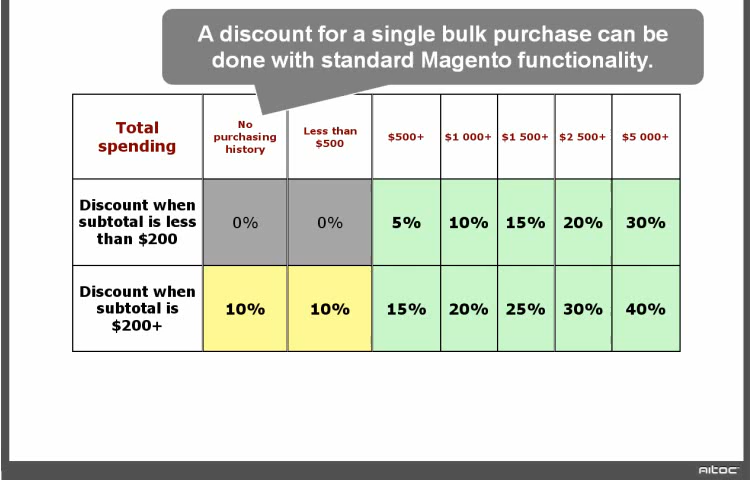 A discount for a single bulk purchase can be
done with standard Magento functionality.
Total
spending
No
purchasing
history
Less than
$500
$500+
$1 000+
$1 500+
$2 500+
$5 000+
Discount when
subtotal is less
than $200
0%
0%
5%
10%
15%
20%
30%
Discount when
subtotal is
$200+
10%
10%
15%
20%
25%
30%
40%
AITOC